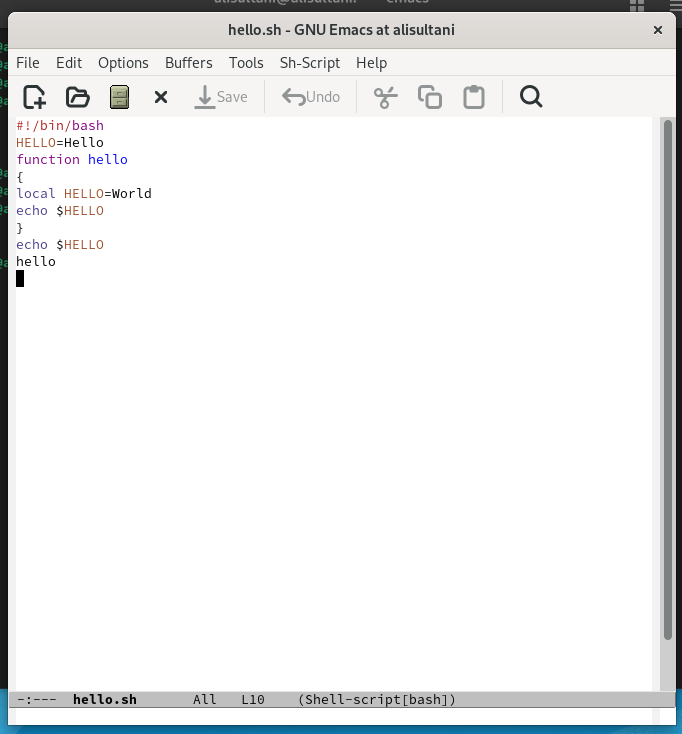 hello.sh - GNU Emacs at alisultani
File Edit Options Buffers Tools Sh-Script Help
Save Undo
#!/bin/bash
HELLO=Hello
function hello
{
local HELLO=World
echo $HELLO
}
echo $HELLO
hello
-:--- hello.sh All L10 (Shell-script[bash])